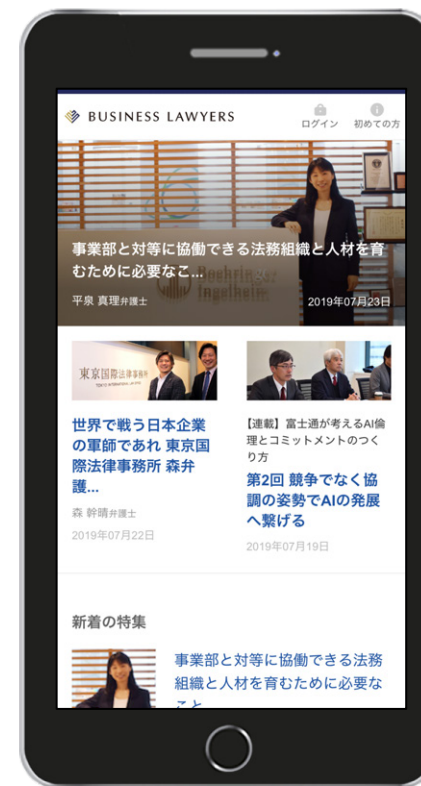 BUSINESS LAWYERS
ログイン
初めての方
事業部と対等に協働できる法務組織と人材を育
むために必要なこ...
Boehringer
Ingelheim
平泉 真理弁護士
2019年07月23日
東京国際法律事務所
TOKYO INTERNATIONAL LAW OFFICE
世界で戦う日本企業
の軍師であれ 東京国
際法律事務所 森弁
護...
森 幹晴弁護士
2019年07月22日
【連載】富士通が考えるAI倫
理とコミットメントのつく
り方
第2回 競争でなく協
調の姿勢でAIの発展
へ繋げる
2019年07月19日
新着の特集
事業部と対等に協働できる法務
組織と人材を育むために必要な
こと